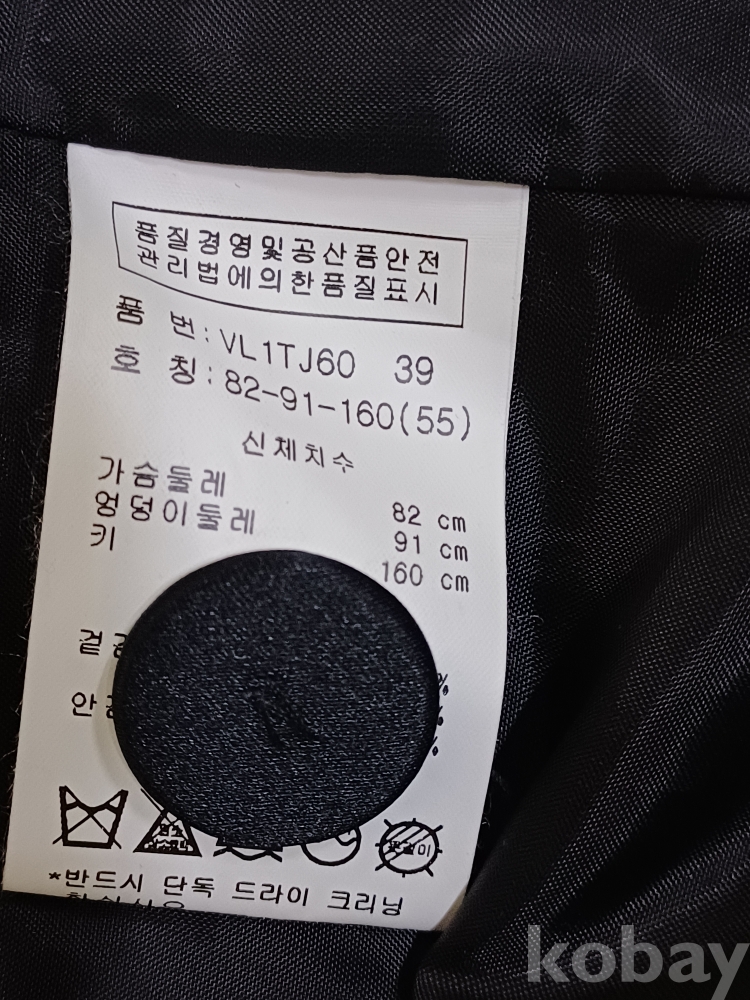 품질경영및공산품안전
관리법에의한품질표시
품 번: VL1TJ60 39
호 칭: 82-91-160(55)
신체치수
가슴둘레 82 cm
엉덩이둘레 91 cm
키 160 cm
겉
안
%
%
*반드시 단독 드라이 크리닝
kobay